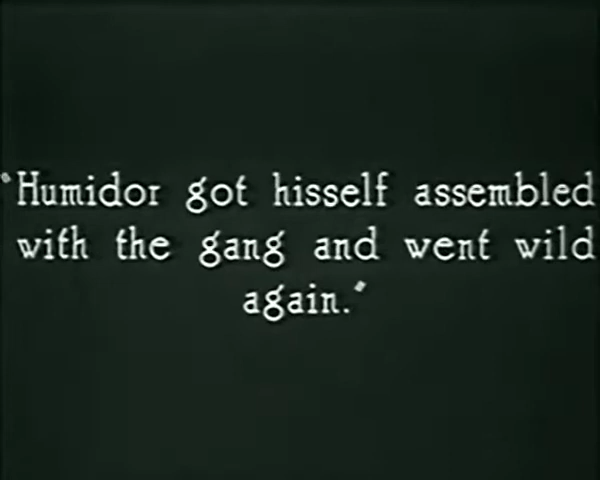 "Humidor got hisself assembled
with the gang and went wild
again."